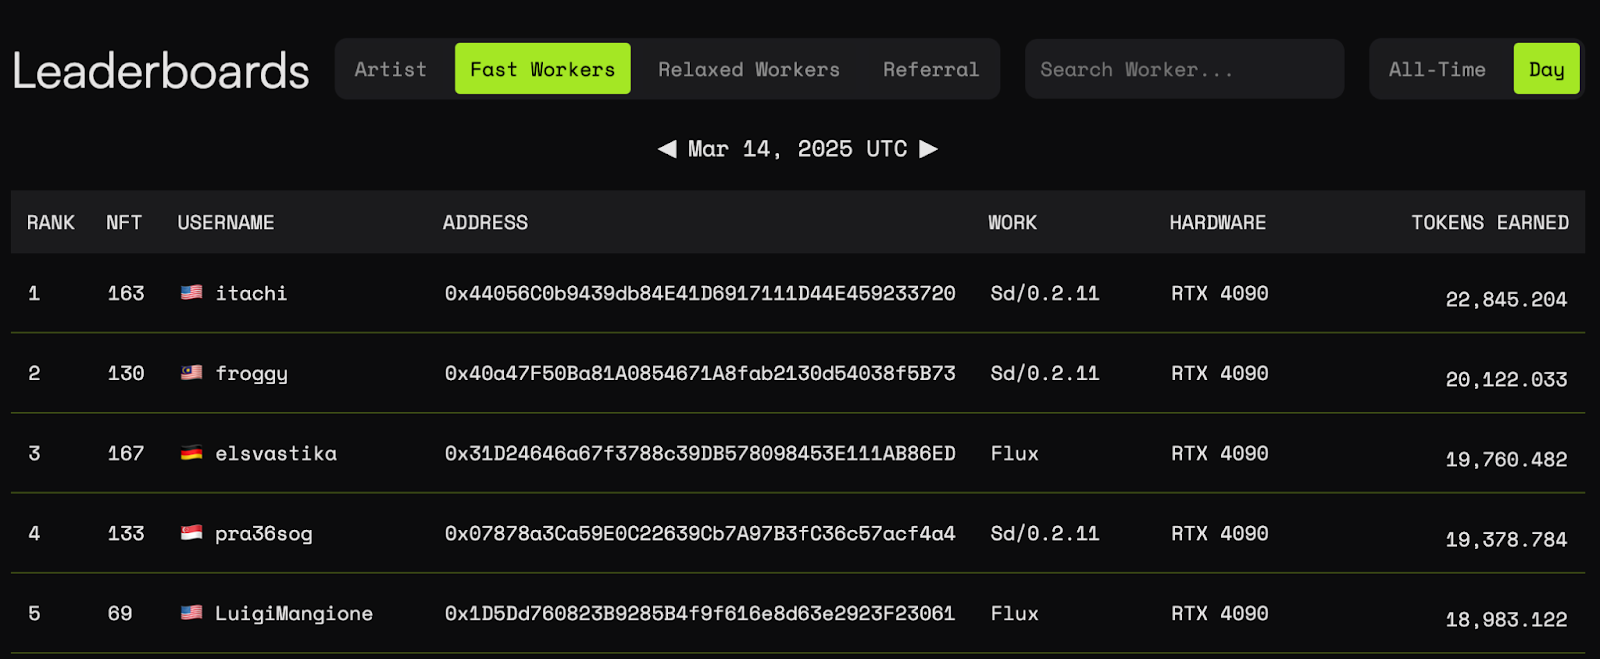 Leaderboards Artist Fast Workers Relaxed Workers Referral Search Worker... All-Time Day
◀ Mar 14, 2025 UTC ▶
RANK NFT USERNAME ADDRESS WORK HARDWARE TOKENS EARNED
1 163 itachi 0x44056C0b9439db84E41D6917111D44E459233720 Sd/0.2.11 RTX 4090 22,845.204
2 130 froggy 0x40a47F50Ba81A0854671A8fab2130d54038f5B73 Sd/0.2.11 RTX 4090 20,122.033
3 167 elsvastika 0x31D24646a67f3788c39DB578098453E111AB86ED Flux RTX 4090 19,760.482
4 133 pra36sog 0x07878a3Ca59E0C22639Cb7A97B3fC36c57acf4a4 Sd/0.2.11 RTX 4090 19,378.784
5 69 LuigiMangione 0x1D5Dd760823B9285B4f9f616e8d63e2923F23061 Flux RTX 4090 18,983.122